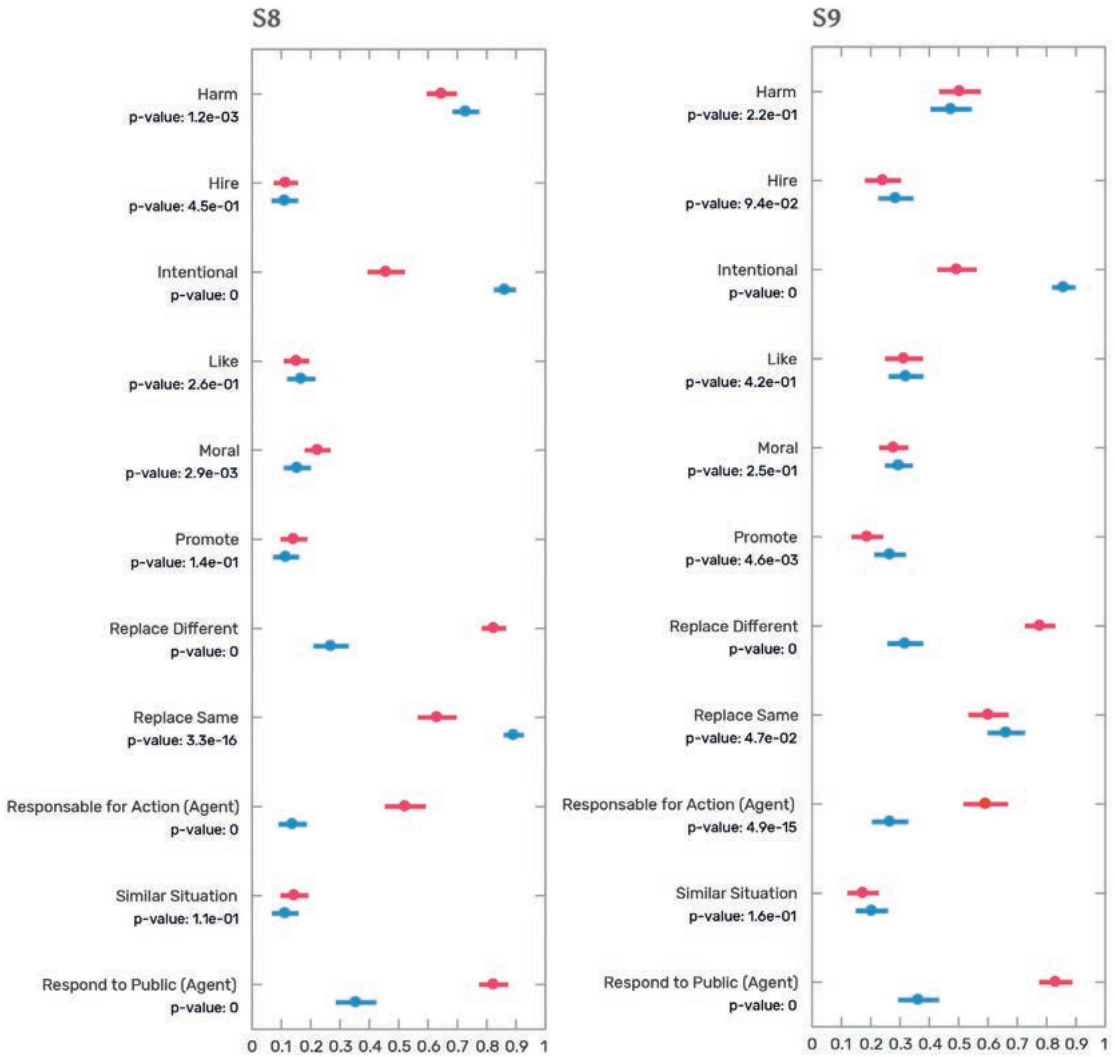 S8
Harm
p-value: 1.2e-03
Hire
p-value: 4.5e-01
Intentional
p-value: 0
Like
p-value: 2.6e-01
Moral
p-value: 2.9e-03
Promote
p-value: 1.4e-01
Replace Different
p-value: 0
Replace Same
p-value: 3.3e-16
Responsable for Action (Agent)
p-value: 0
Similar Situation
p-value: 1.1e-01
Respond to Public (Agent)
p-value: 0
0 0.1 0.2 0.3 0.4 0.5 0.6 0.7 0.8 0.9 1
S9
Harm
p-value: 2.2e-01
Hire
p-value: 9.4e-02
Intentional
p-value: 0
Like
p-value: 4.2e-01
Moral
p-value: 2.5e-01
Promote
p-value: 4.6e-03
Replace Different
p-value: 0
Replace Same
p-value: 4.7e-02
Responsable for Action (Agent)
p-value: 4.9e-15
Similar Situation
p-value: 1.6e-01
Respond to Public (Agent)
p-value: 0
0 0.1 0.2 0.3 0.4 0.5 0.6 0.7 0.8 0.9 1